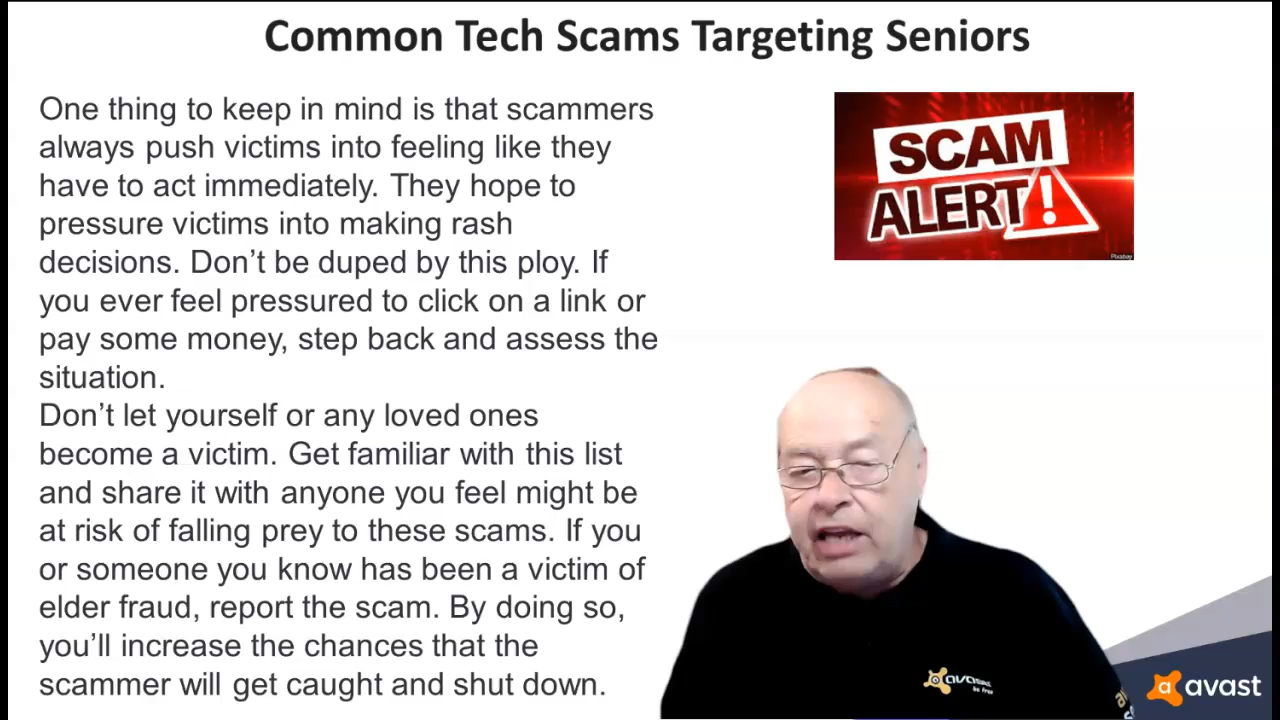 Common Tech Scams Targeting Seniors
One thing to keep in mind is that scammers
always push victims into feeling like they
have to act immediately. They hope to
pressure victims into making rash
decisions. Don’t be duped by this ploy. If
you ever feel pressured to click on a link or
pay some money, step back and assess the
situation.
Don’t let yourself or any loved ones
become a victim. Get familiar with this list
and share it with anyone you feel might be
at risk of falling prey to these scams. If you
or someone you know has been a victim of
elder fraud, report the scam. By doing so,
you’ll increase the chances that the
scammer will get caught and shut down.
SCAM
ALERT!
Pixabay
avast
be free
avast